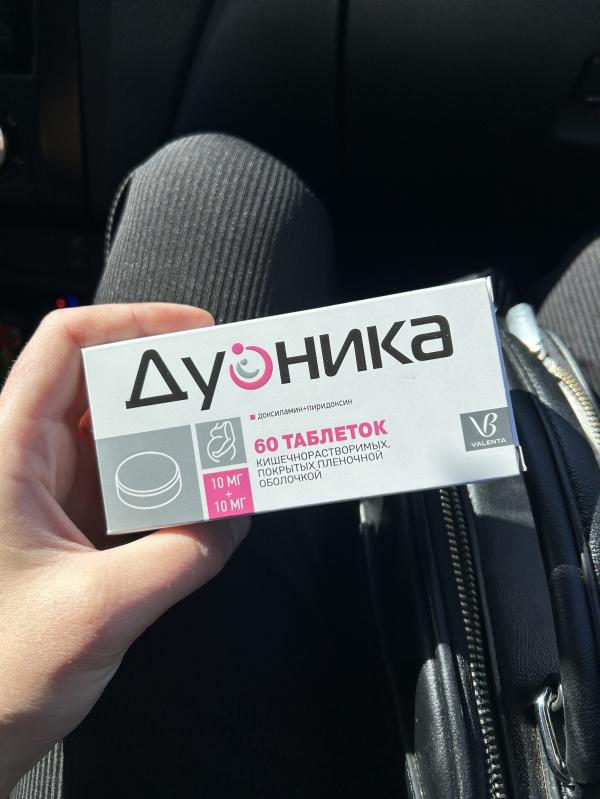 Дуоника
доксиламин+пиридоксин
60 ТАБЛЕТОК
КИШЕЧНОРАСТВОРИМЫХ,
ПОКРЫТЫХ ПЛЕНОЧНОЙ
ОБОЛОЧКОЙ
10 МГ
+
10 МГ
VALENTA